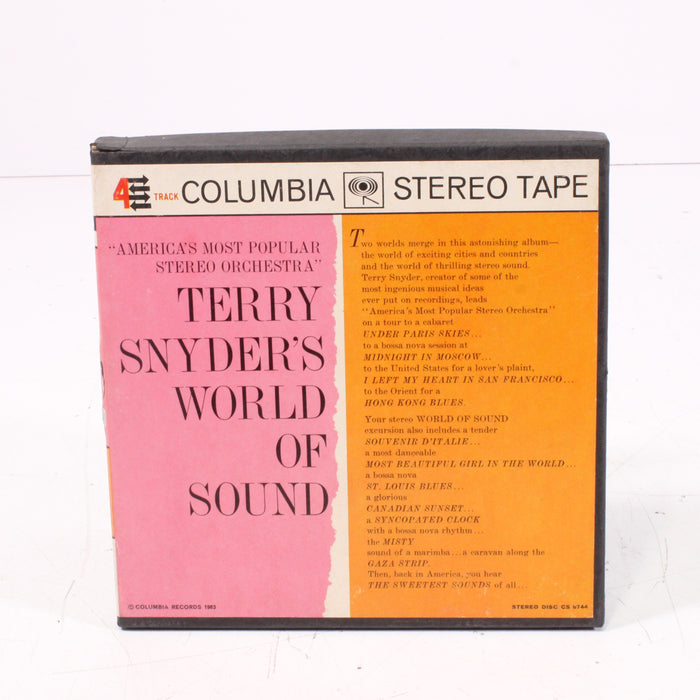 4 TRACK COLUMBIA STEREO TAPE
"AMERICA'S MOST POPULAR
STEREO ORCHESTRA"
TERRY
SNYDER'S
WORLD
OF
SOUND
© COLUMBIA RECORDS 1963
Two worlds merge in this astonishing album—
the world of exciting cities and countries
and the world of thrilling stereo sound.
Terry Snyder, creator of some of the
most ingenious musical ideas
ever put on recordings, leads
"America's Most Popular Stereo Orchestra"
on a tour to a cabaret
UNDER PARIS SKIES...
to a bossa nova session at
MIDNIGHT IN MOSCOW...
to the United States for a lover's plaint,
I LEFT MY HEART IN SAN FRANCISCO...
to the Orient for a
HONG KONG BLUES.
Your stereo WORLD OF SOUND
excursion also includes a tender
SOUVENIR D'ITALIE...
a most danceable
MOST BEAUTIFUL GIRL IN THE WORLD...
a bossa nova
ST. LOUIS BLUES...
a glorious
CANADIAN SUNSET...
a SYNCOPATED CLOCK
with a bossa nova rhythm...
the MISTY
sound of a marimba...a caravan along the
GAZA STRIP.
Then, back in America, you hear
THE SWEETEST SOUNDS of all...
STEREO DISC CS